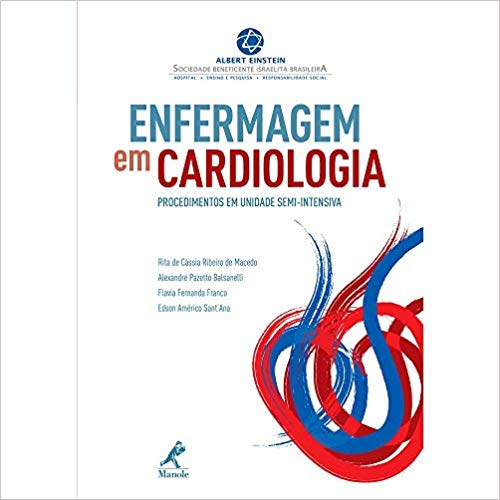 ALBERT EINSTEIN
SOCIEDADE BENEFICENTE ISRAELITA BRASILEIRA
HOSPITAL • ENSINO E PESQUISA • RESPONSABILIDADE SOCIAL
ENFERMAGEM
em CARDIOLOGIA
PROCEDIMENTOS EM UNIDADE SEMI-INTENSIVA
Rita de Cássia Ribeiro de Macedo
Alexandre Pazetto Balsanelli
Flavia Fernanda Franco
Edson Américo Sant'Ana
Manole